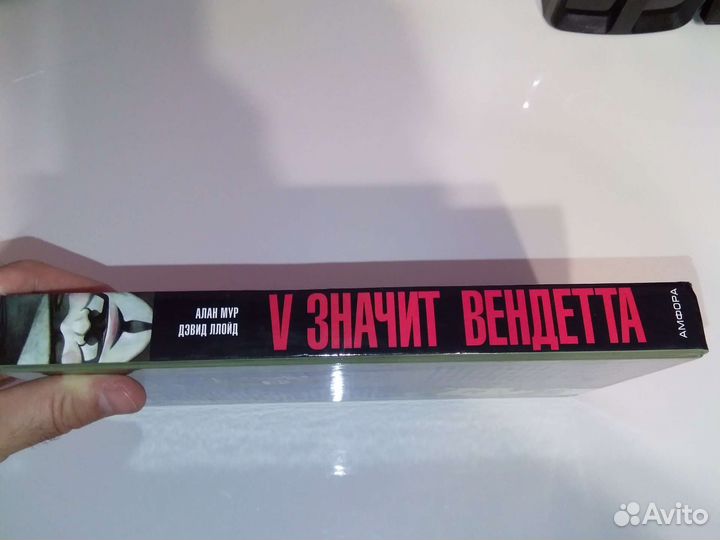 АЛАН МУР
ДЭВИД ЛЛОЙД
V ЗНАЧИТ ВЕНДЕТТА
АМФОРА
Avito